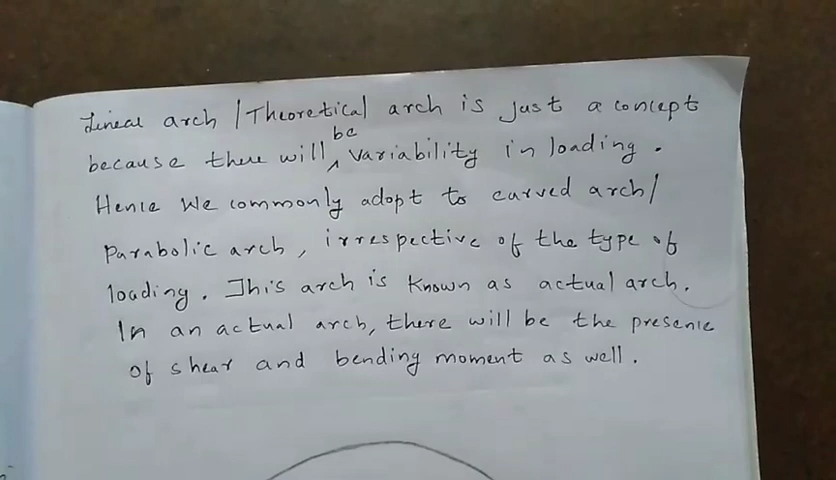 Linear arch / Theoretical arch is just a concept
because there will be variability in loading.
Hence We commonly adopt to curved arch /
Parabolic arch, irrespective of the type of
loading. This arch is known as actual arch.
In an actual arch, there will be the presence
of shear and bending moment as well.